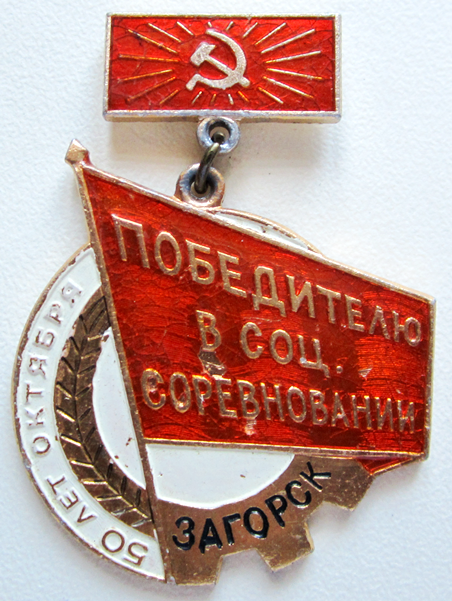 ПОБЕДИТЕЛЮ
В СОЦ.
СОРЕВНОВАНИИ
50 ЛЕТ ОКТЯБРЯ
ЗАГОРСК